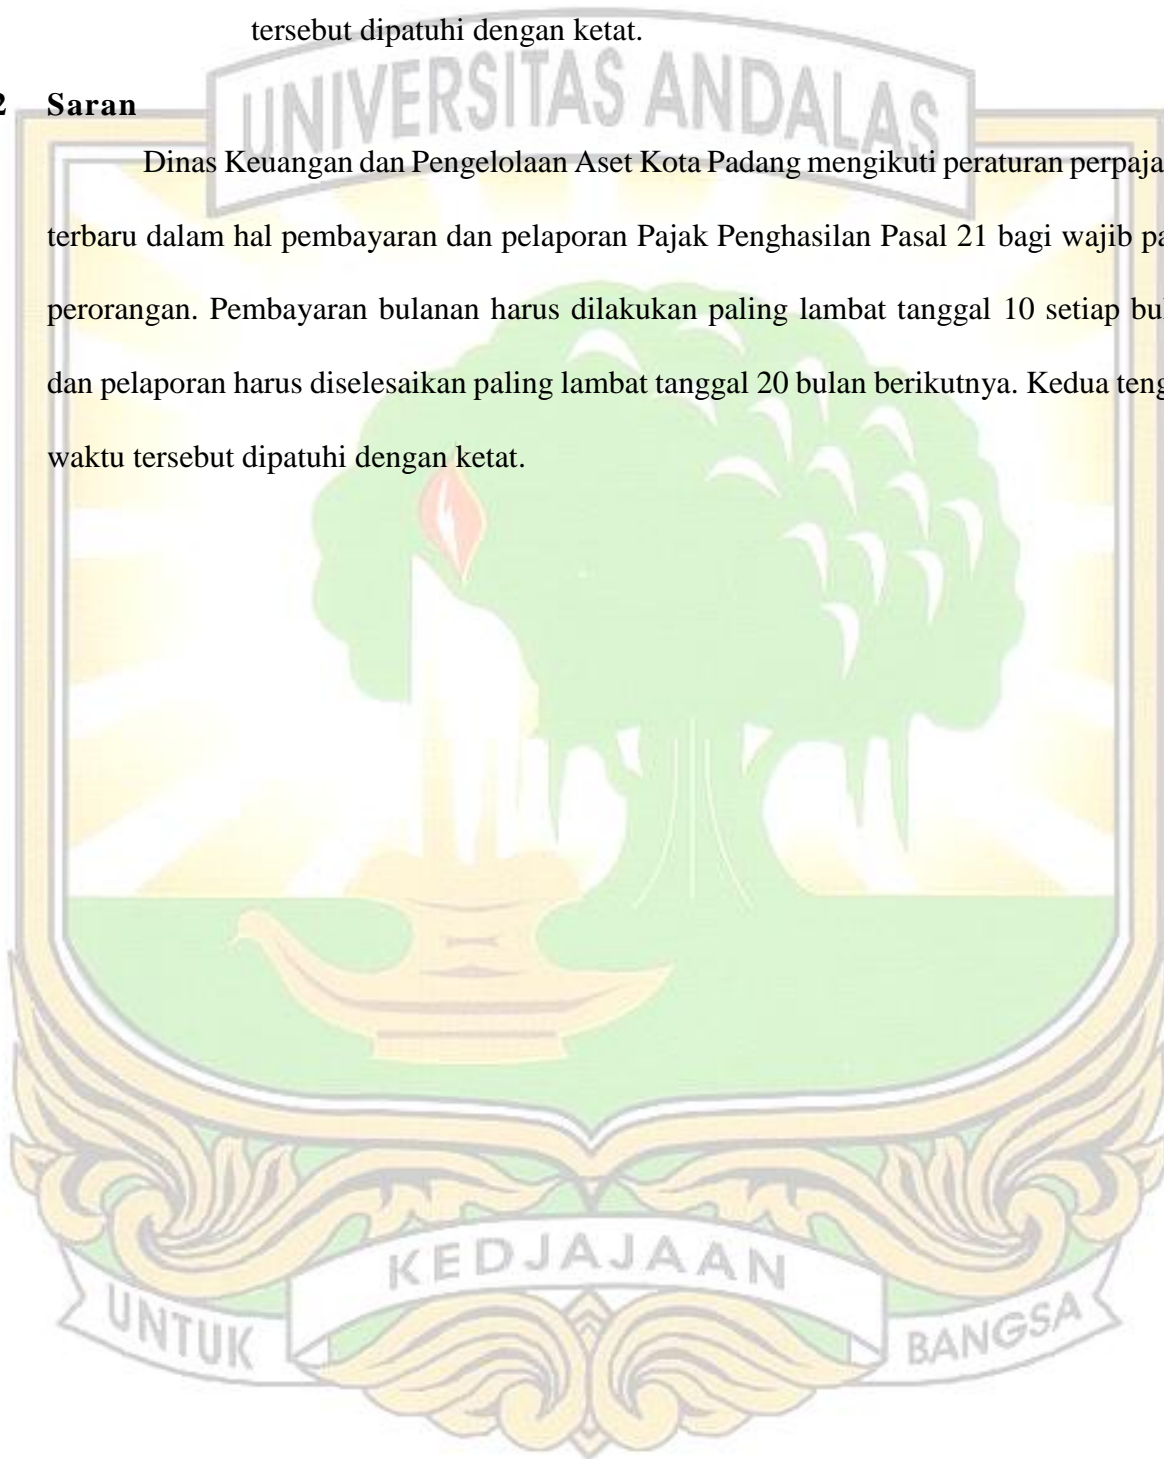 tersebut dipatuhi dengan ketat.
UNIVERSITAS ANDALAS
2 Saran
Dinas Keuangan dan Pengelolaan Aset Kota Padang mengikuti peraturan perpaja
terbaru dalam hal pembayaran dan pelaporan Pajak Penghasilan Pasal 21 bagi wajib pa
perorangan. Pembayaran bulanan harus dilakukan paling lambat tanggal 10 setiap bu
dan pelaporan harus diselesaikan paling lambat tanggal 20 bulan berikutnya. Kedua teng
waktu tersebut dipatuhi dengan ketat.
UNTUK KEDJAJAAN BANGSA